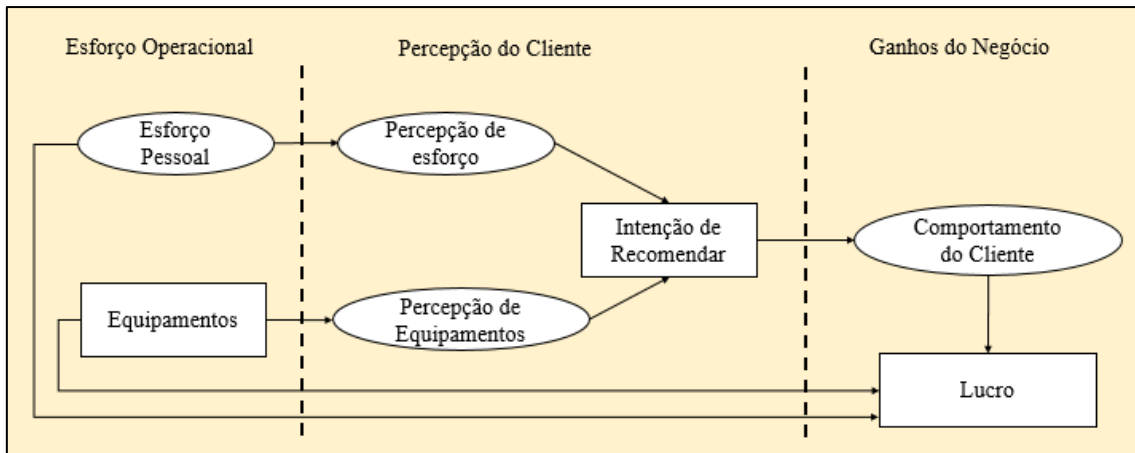 Esforço Operacional
Percepção do Cliente
Ganhos do Negócio
Esforço
Pessoal
Percepção de
esforço
Intenção de
Recomendar
Comportamento
do Cliente
Equipamentos
Percepção de
Equipamentos
Lucro